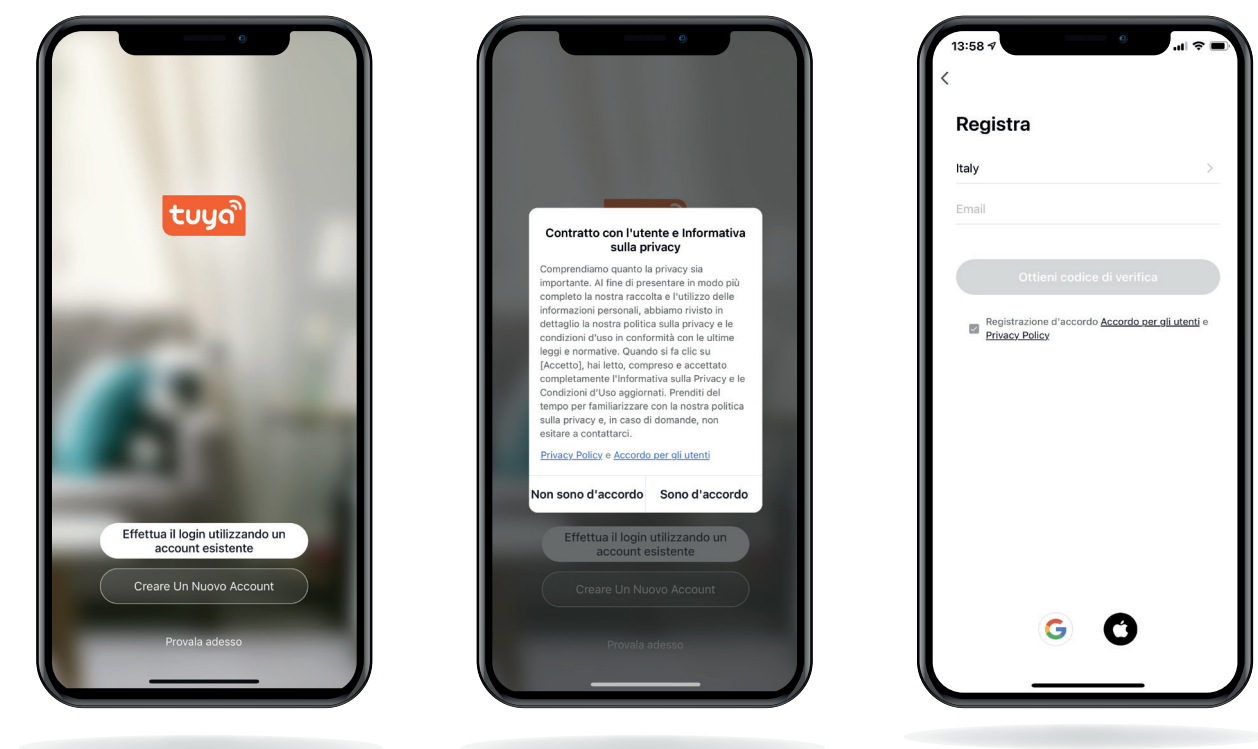 tuya
Effettua il login utilizzando un
account esistente
Creare Un Nuovo Account
Provala adesso
Contratto con l'utente e Informativa
sulla privacy
Comprendiamo quanto la privacy sia
importante. Al fine di presentare in modo più
completo la nostra raccolta e l'utilizzo delle
informazioni personali, abbiamo rivisto in
dettaglio la nostra politica sulla privacy e le
condizioni d'uso in conformità con le ultime
leggi e normative. Quando si fa clic su
[Accetto], hai letto, compreso e accettato
completamente l'Informativa sulla Privacy e le
Condizioni d'Uso aggiornati. Prenditi del
tempo per familiarizzare con la nostra politica
sulla privacy e, in caso di domande, non
esitare a contattarci.
Privacy Policy e Accordo per gli utenti
Non sono d'accordo Sono d'accordo
Effettua il login utilizzando un
account esistente
Creare Un Nuovo Account
Provala adesso
13:58
Registra
Italy
Email
Ottieni codice di verifica
Registrazione d'accordo Accordo per gli utenti e
Privacy Policy